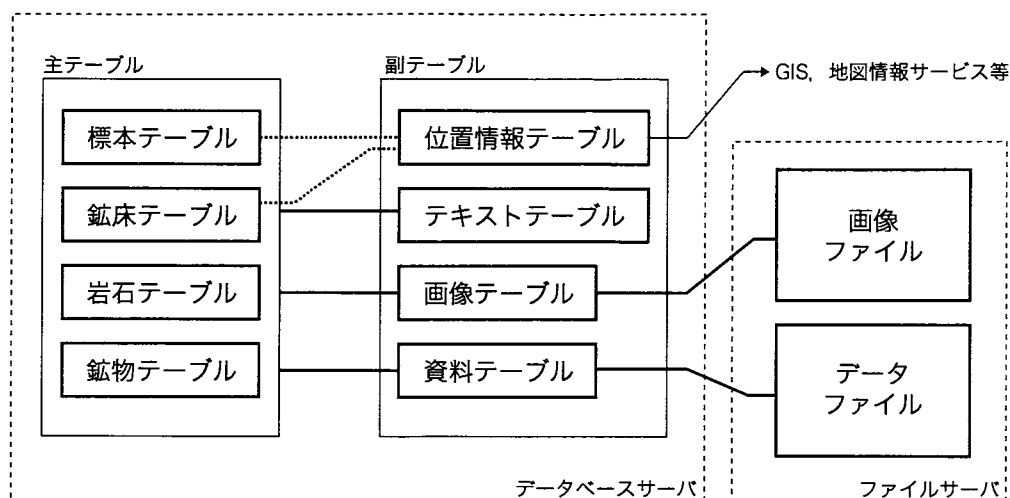 主テーブル
副テーブル
GIS，地図情報サービス等
標本テーブル
位置情報テーブル
鉱床テーブル
テキストテーブル
画像
ファイル
岩石テーブル
画像テーブル
鉱物テーブル
資料テーブル
データ
ファイル
データベースサーバ
ファイルサーバ